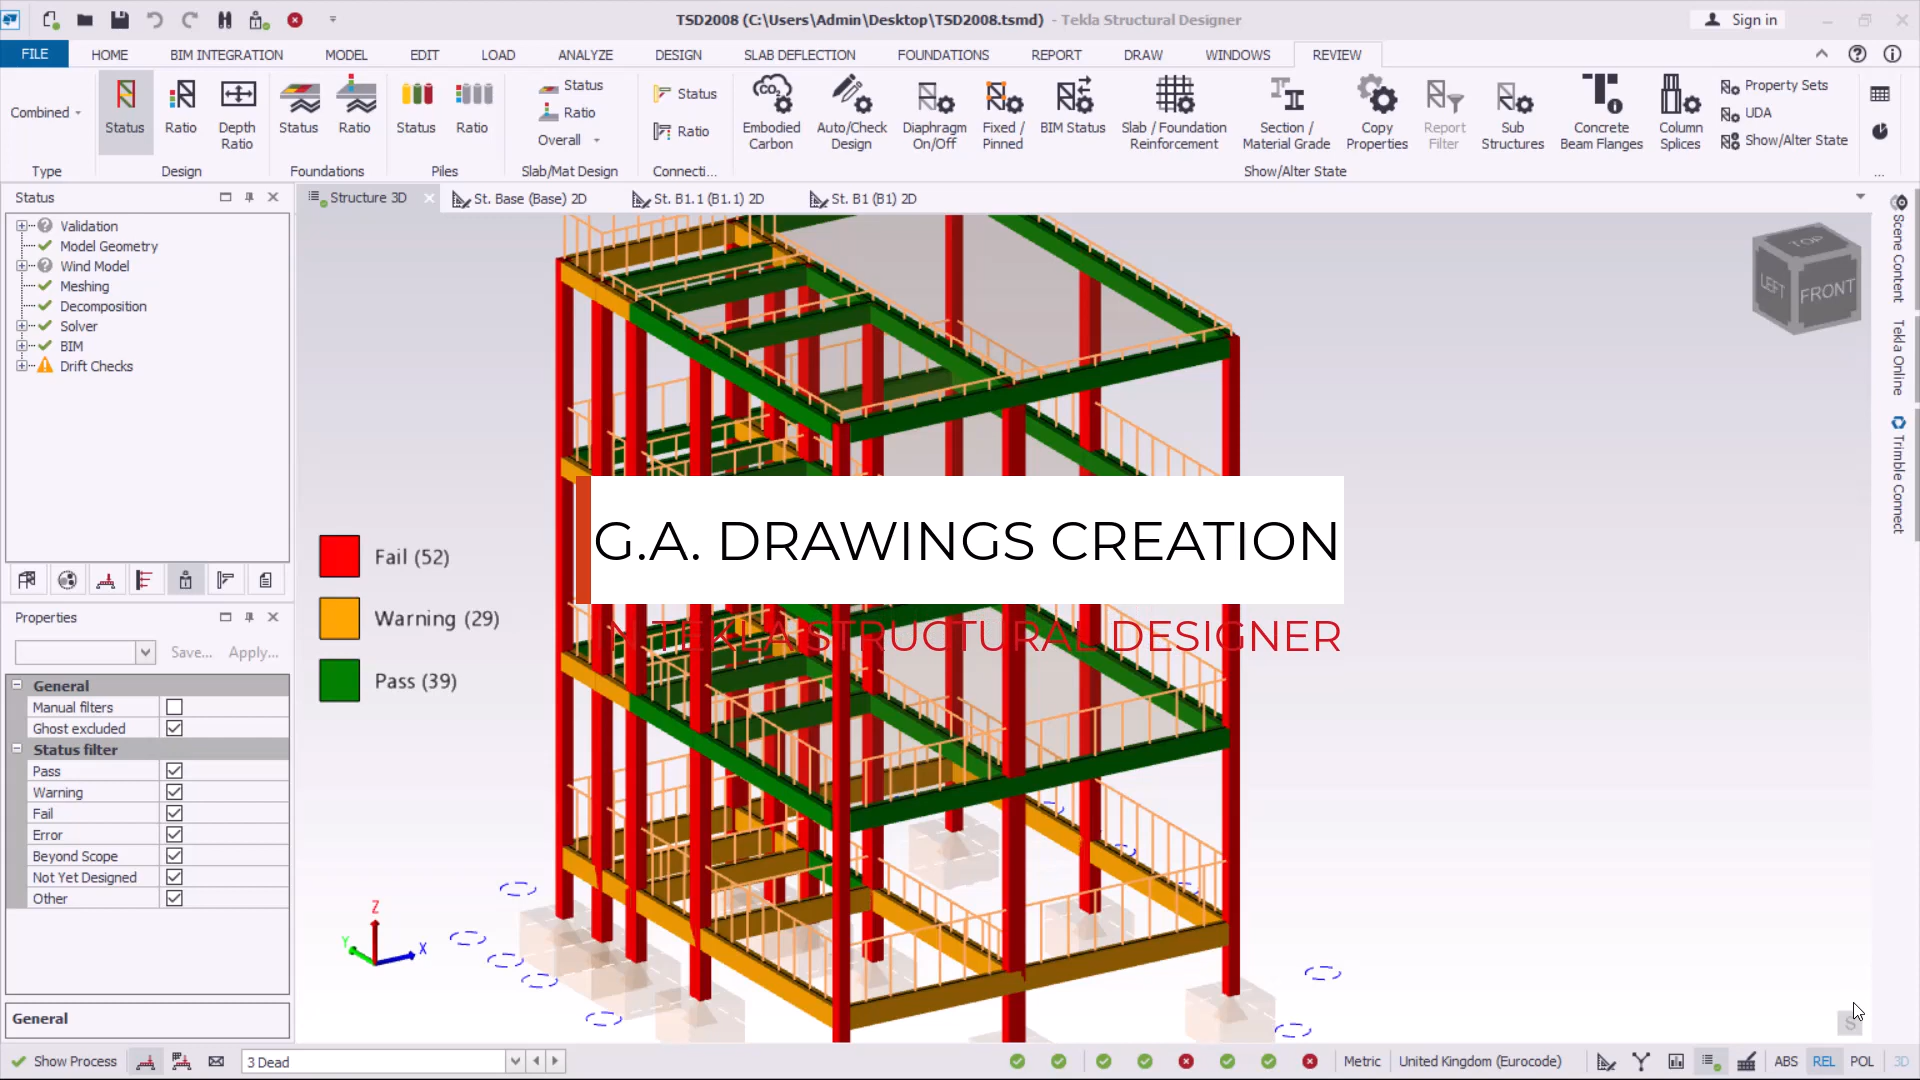 TSD2008 (C:\Users\Admin\Desktop\TSD2008.tsmd) - Tekla Structural Designer
Sign in
FILE HOME BIM INTEGRATION MODEL EDIT LOAD ANALYZE DESIGN SLAB DEFLECTION FOUNDATIONS REPORT DRAW WINDOWS REVIEW
Combined
Type
Status
Ratio
Depth Ratio
Design
Status
Ratio
Foundations
Status
Ratio
Piles
Status
Ratio
Overall
Slab/Mat Design
Status
Ratio
Connecti...
Embodied Carbon
Auto/Check Design
Diaphragm On/Off
Fixed / Pinned
BIM Status
Slab / Foundation Reinforcement
Section / Material Grade
Copy Properties
Report Filter
Sub Structures
Concrete Beam Flanges
Column Splices
Property Sets
UDA
Show/Alter State
Show/Alter State
...
Status
Validation
Model Geometry
Wind Model
Meshing
Decomposition
Solver
BIM
Drift Checks
Structure 3D
St. Base (Base) 2D
St. B1.1 (B1.1) 2D
St. B1 (B1) 2D
TOP
LEFT
FRONT
Scene Content
Tekla Online
Trimble Connect
Fail (52)
Warning (29)
Pass (39)
G.A. DRAWINGS CREATION
IN TEKLA STRUCTURAL DESIGNER
Z
Y
X
S
Properties
Save...
Apply...
General
Manual filters
Ghost excluded
Status filter
Pass
Warning
Fail
Error
Beyond Scope
Not Yet Designed
Other
General
Show Process
3 Dead
Metric
United Kingdom (Eurocode)
ABS
REL
POL
3D